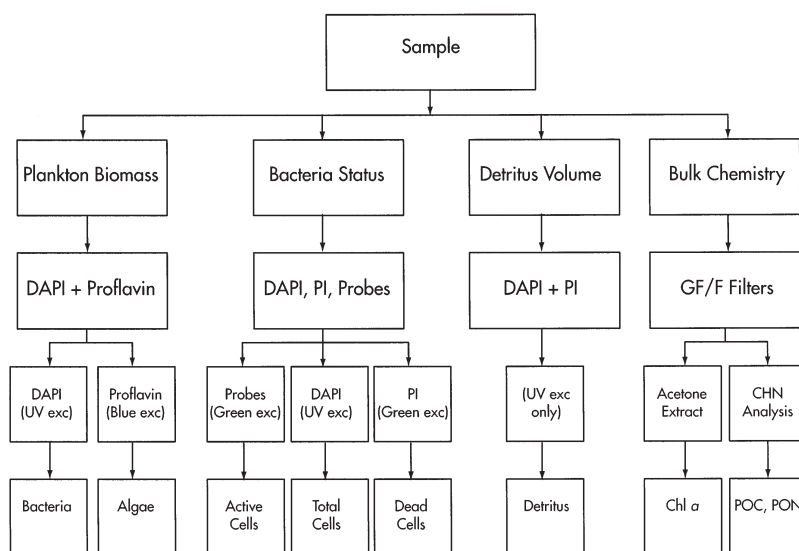 Sample
Plankton Biomass
Bacteria Status
Detritus Volume
Bulk Chemistry
DAPI + Proflavin
DAPI, PI, Probes
DAPI + PI
GF/F Filters
DAPI
(UV exc)
Proflavin
(Blue exc)
Probes
(Green exc)
DAPI
(UV exc)
PI
(Green exc)
(UV exc
only)
Acetone
Extract
CHN
Analysis
Bacteria
Algae
Active
Cells
Total
Cells
Dead
Cells
Detritus
Chl a
POC, PON